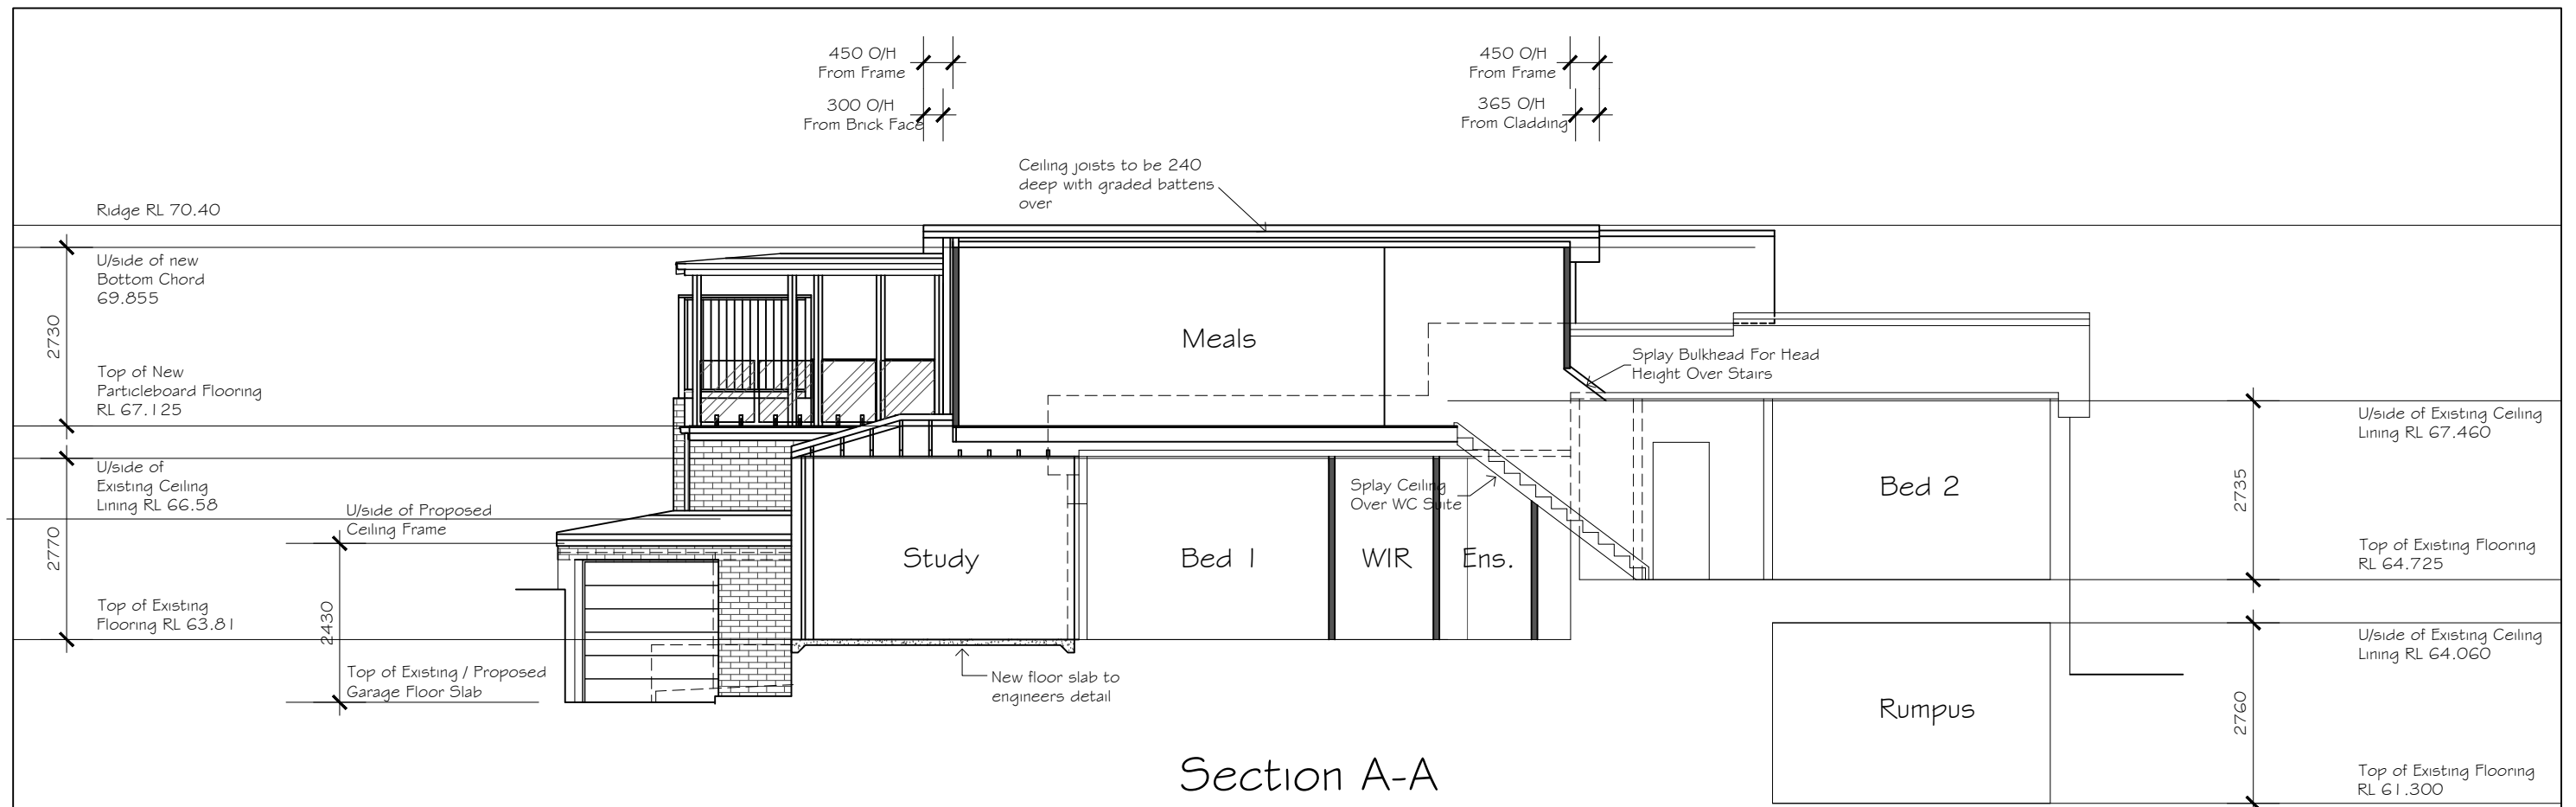 450 O/H
From Frame
300 O/H
From Brick Face
450 O/H
From Frame
365 O/H
From Cladding
Ceiling joists to be 240
deep with graded battens
over
Ridge RL 70.40
U/side of new
Bottom Chord
69.855
2730
Top of New
Particleboard Flooring
RL 67.125
U/side of
Existing Ceiling
Lining RL 66.58
2770
Top of Existing
Flooring RL 63.81
U/side of Proposed
Ceiling Frame
2430
Top of Existing / Proposed
Garage Floor Slab
Meals
Study
Bed 1
WIR
Ens.
Splay Ceiling
Over WC Suite
Splay Bulkhead For Head
Height Over Stairs
Bed 2
Rumpus
New floor slab to
engineers detail
U/side of Existing Ceiling
Lining RL 67.460
2735
Top of Existing Flooring
RL 64.725
U/side of Existing Ceiling
Lining RL 64.060
2760
Top of Existing Flooring
RL 61.300
Section A-A